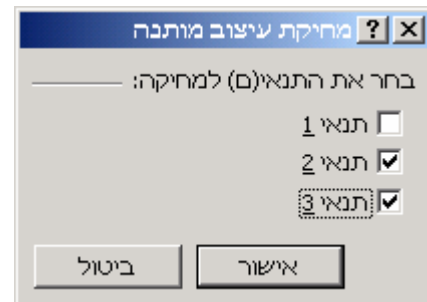 מחיקת עיצוב מותנה
בחר את התנאי(ם) למחיקה:
תנאי 1
תנאי 2
תנאי 3
אישור ביטול